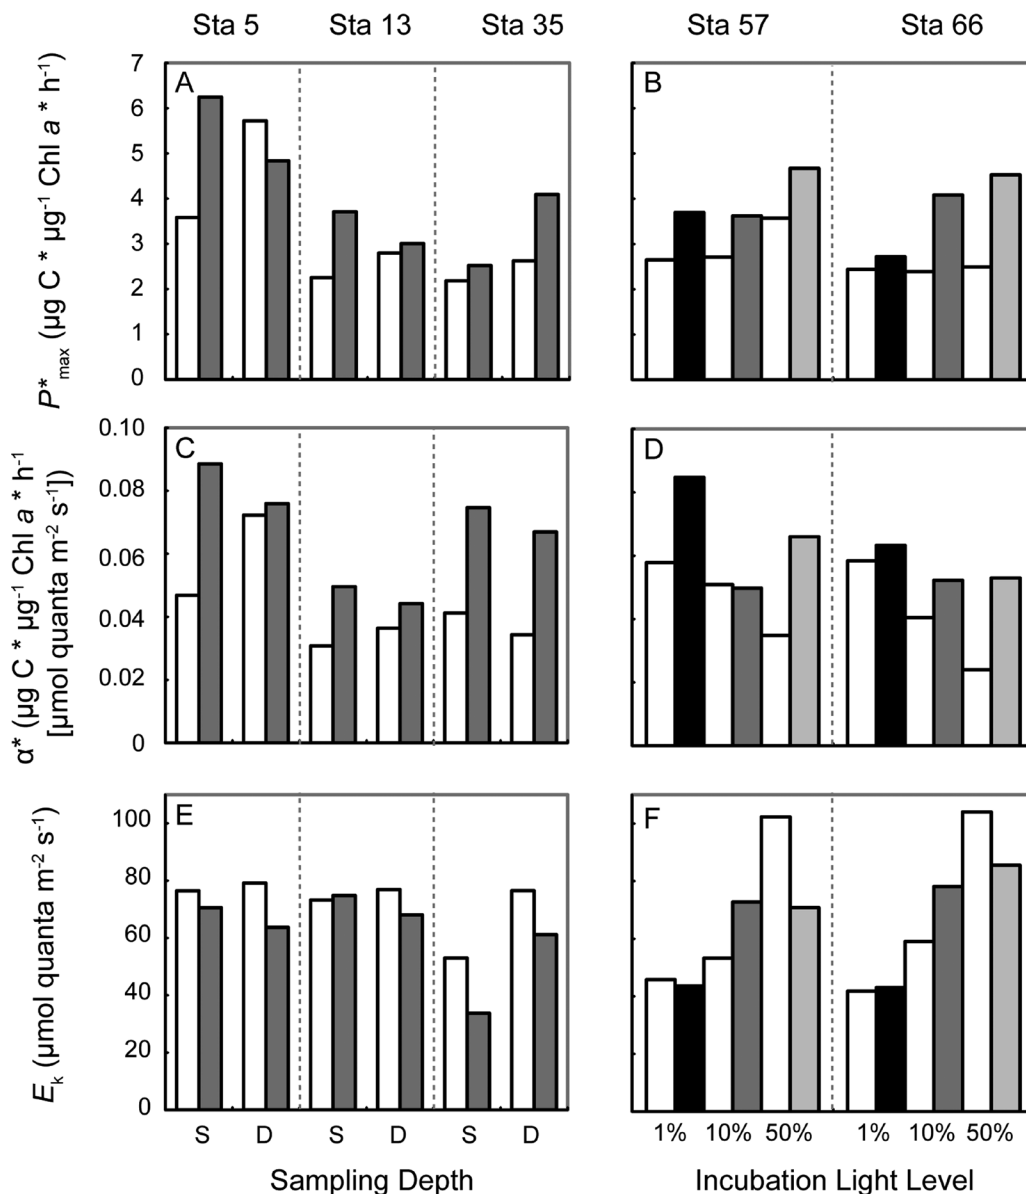 Sta 5 Sta 13 Sta 35 Sta 57 Sta 66
P*max (µg C * µg-1 Chl a * h-1)
7
6
5
4
3
2
1
0
A
B
α* (µg C * µg-1 Chl a * h-1
[µmol quanta m-2 s-1])
0.10
0.08
0.06
0.04
0.02
0
C
D
Ek (µmol quanta m-2 s-1)
100
80
60
40
20
0
E
F
S D S D S D
1% 10% 50% 1% 10% 50%
Sampling Depth
Incubation Light Level